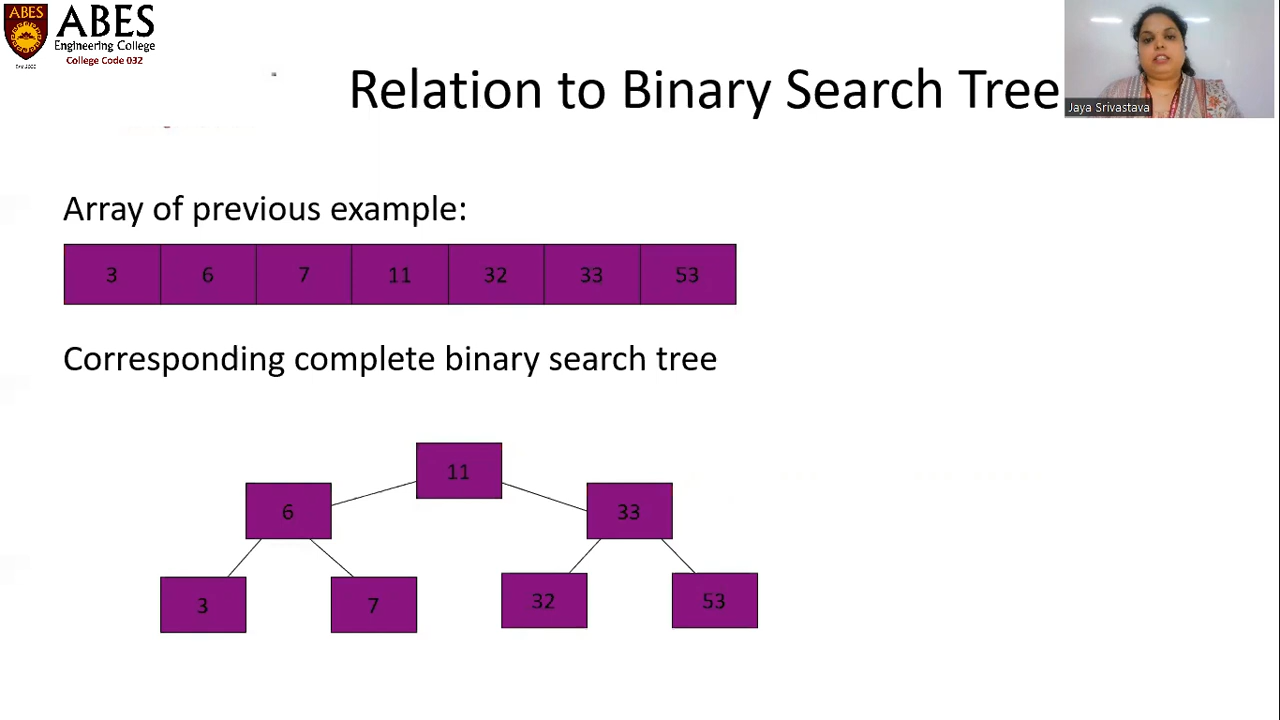 ABES
ABES
Engineering College
College Code 032
Relation to Binary Search Tree
Jaya Srivastava
Array of previous example:
3 6 7 11 32 33 53
Corresponding complete binary search tree
11
6 33
3 7 32 53